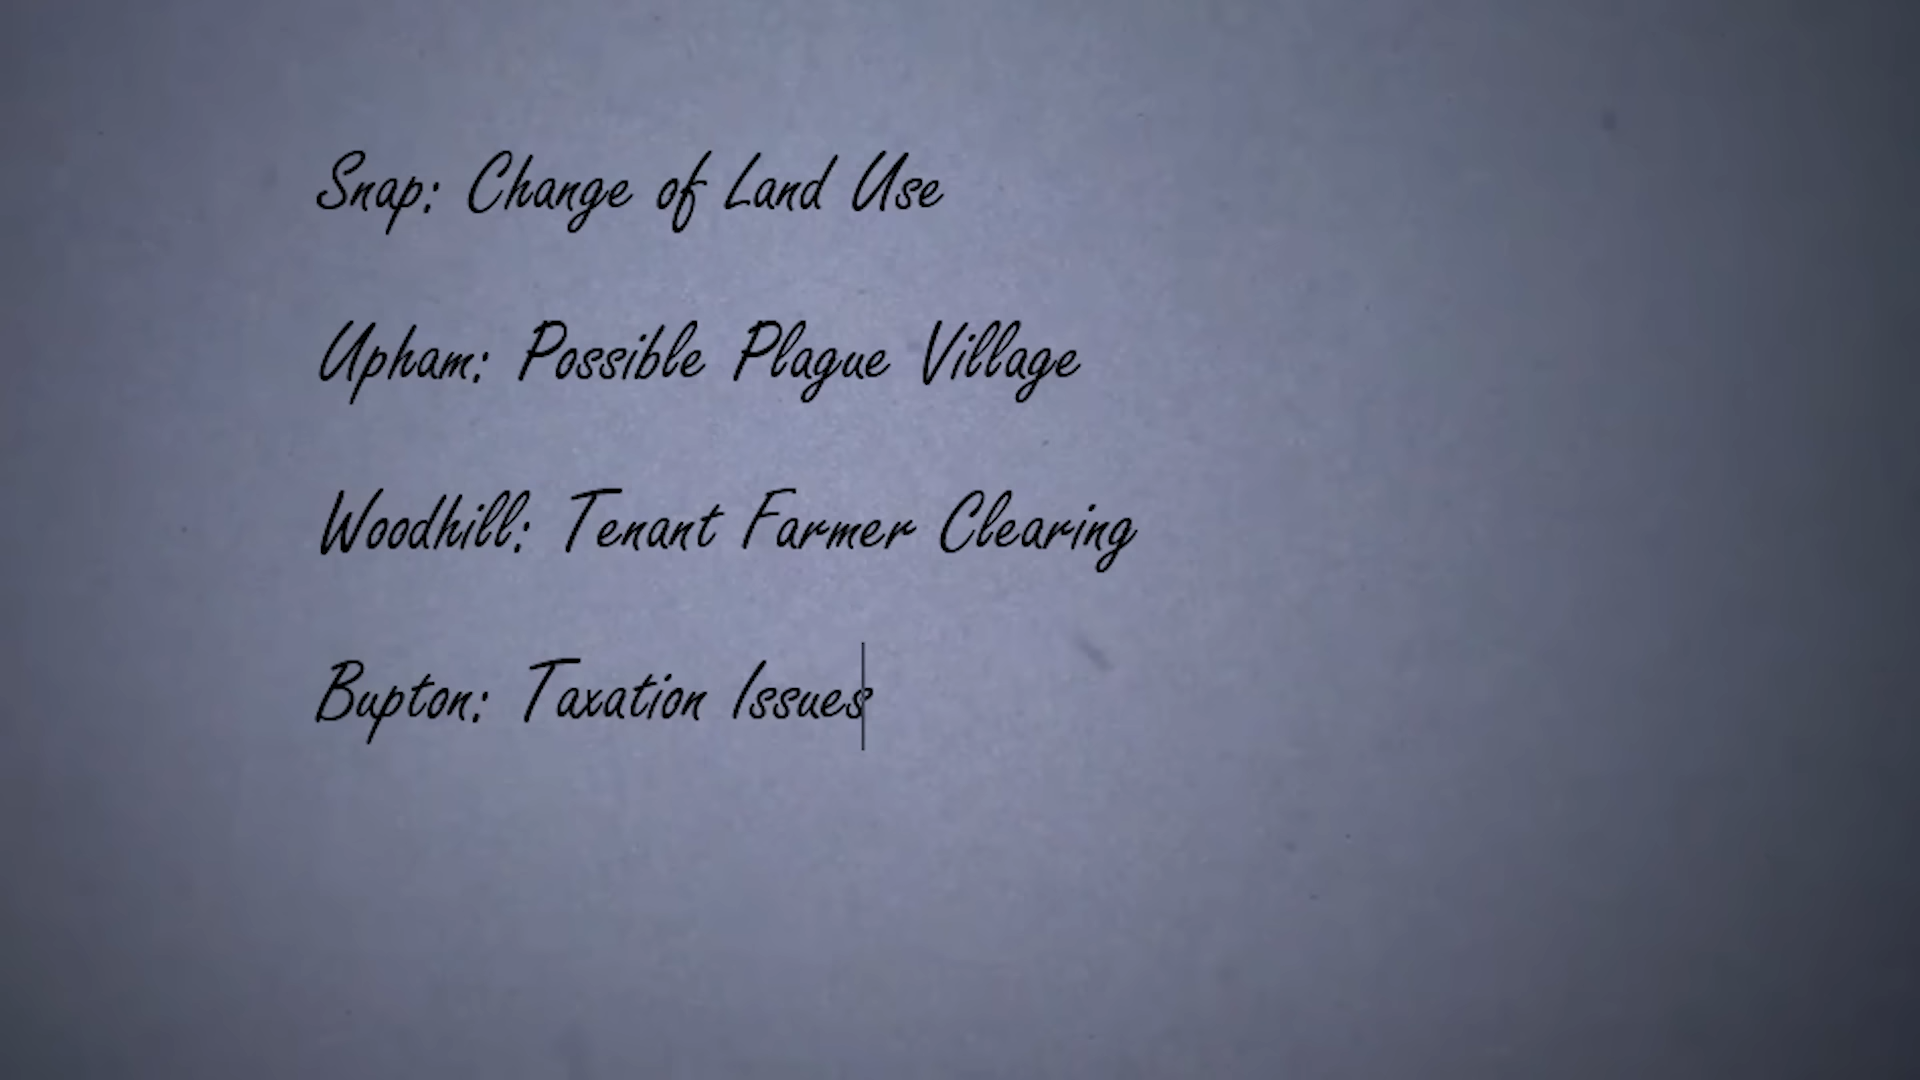 Snap: Change of Land Use
Upham: Possible Plague Village
Woodhill: Tenant Farmer Clearing
Bupton: Taxation Issues